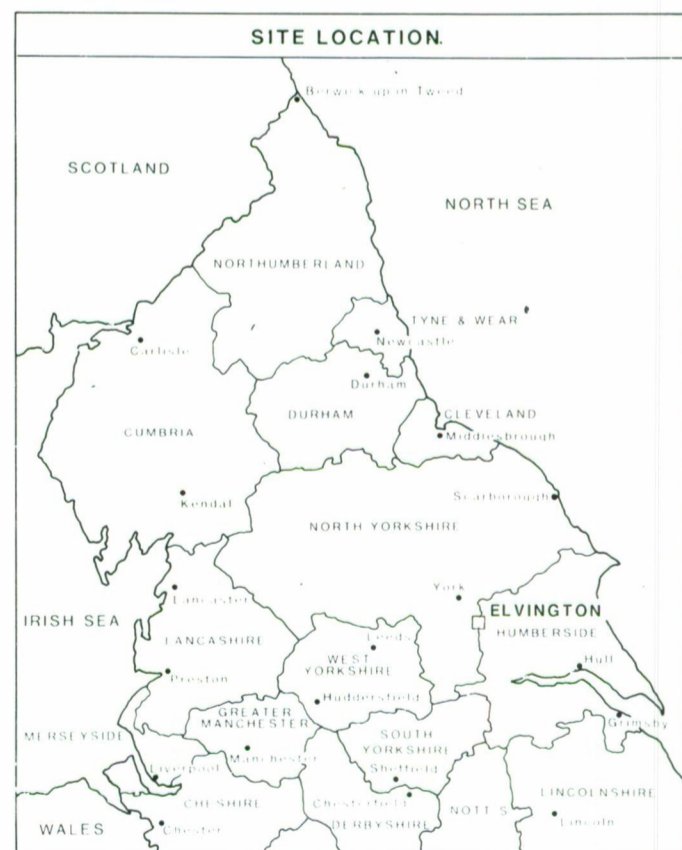 SITE LOCATION.
Berwick upon Tweed
SCOTLAND
NORTH SEA
NORTHUMBERLAND
TYNE & WEAR
Newcastle
Carlisle
Durham
DURHAM
CLEVELAND
Middlesbrough
CUMBRIA
Kendal
Scarborough
NORTH YORKSHIRE
York
Lancaster
ELVINGTON
HUMBERSIDE
IRISH SEA
LANCASHIRE
Leeds
WEST
YORKSHIRE
Hull
Preston
Huddersfield
GREATER
MANCHESTER
Grimsby
MERSEYSIDE
SOUTH
YORKSHIRE
Manchester
Liverpool
Sheffield
CHESHIRE
Chesterfield
NOTTS
LINCOLNSHIRE
WALES
Chester
DERBYSHIRE
Lincoln